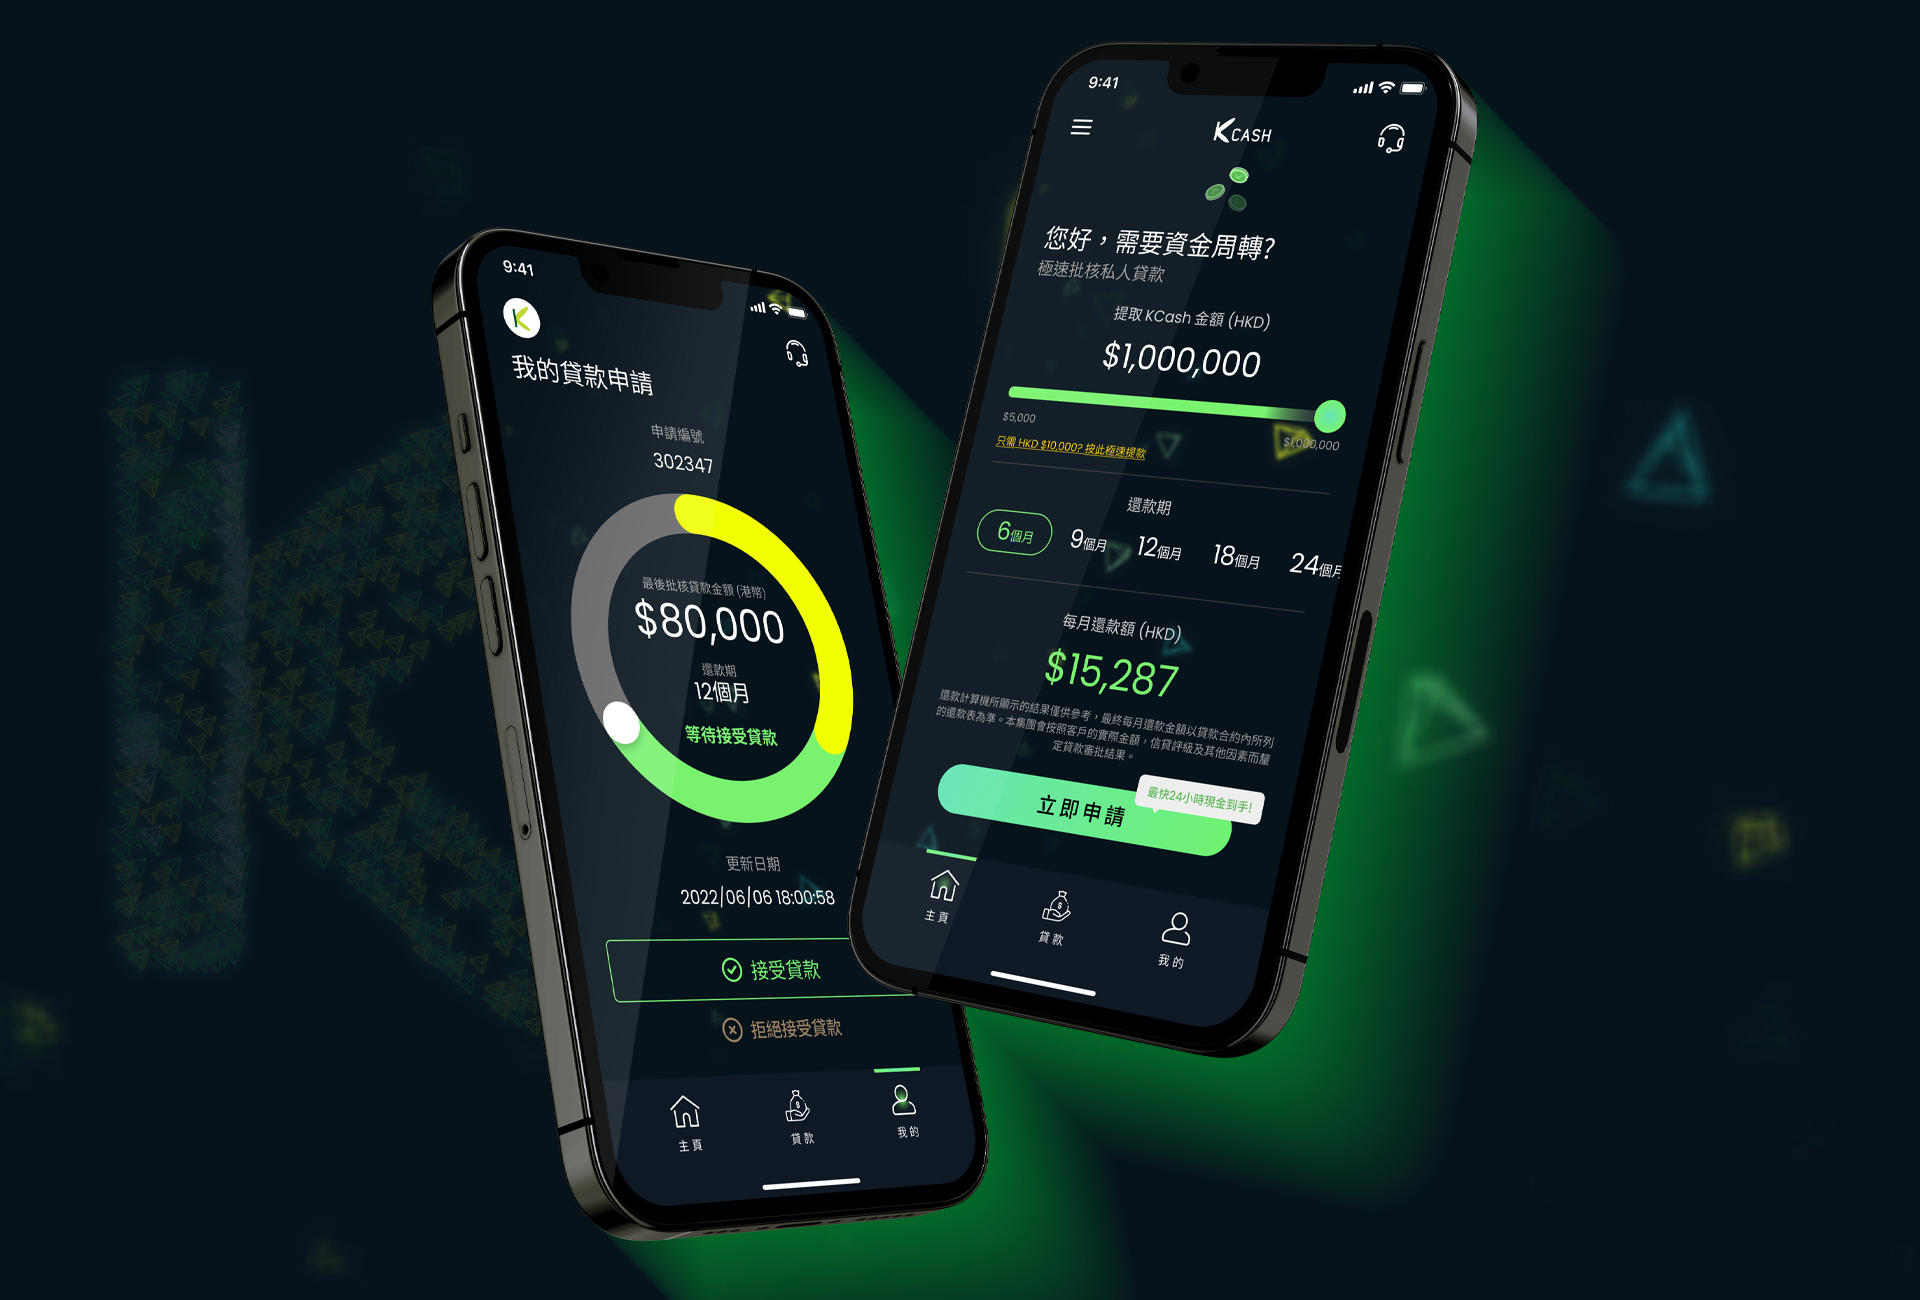 9:41
我的貸款申請
申請編號
302347
最後批核貸款金額 (港幣)
$80,000
還款期
12個月
等待接受貸款
更新日期
2022/06/06 18:00:58
接受貸款
拒絕接受貸款
主頁
貸款
我的
9:41
KCASH
您好，需要資金周轉?
極速批核私人貸款
提取 KCash 金額 (HKD)
$1,000,000
$5,000
$1,000,000
只需 HKD $10,000? 按此極速提款
還款期
6個月 9個月 12個月 18個月 24個月
每月還款額 (HKD)
$15,287
還款計算機所顯示的結果僅供參考，最終每月還款金額以貸款合約內所列
的還款表為準。本集團會按照客戶的實際金額，信貸評級及其他因素而釐
定貸款審批結果。
最快24小時現金到手!
立即申請
主頁
貸款
我的